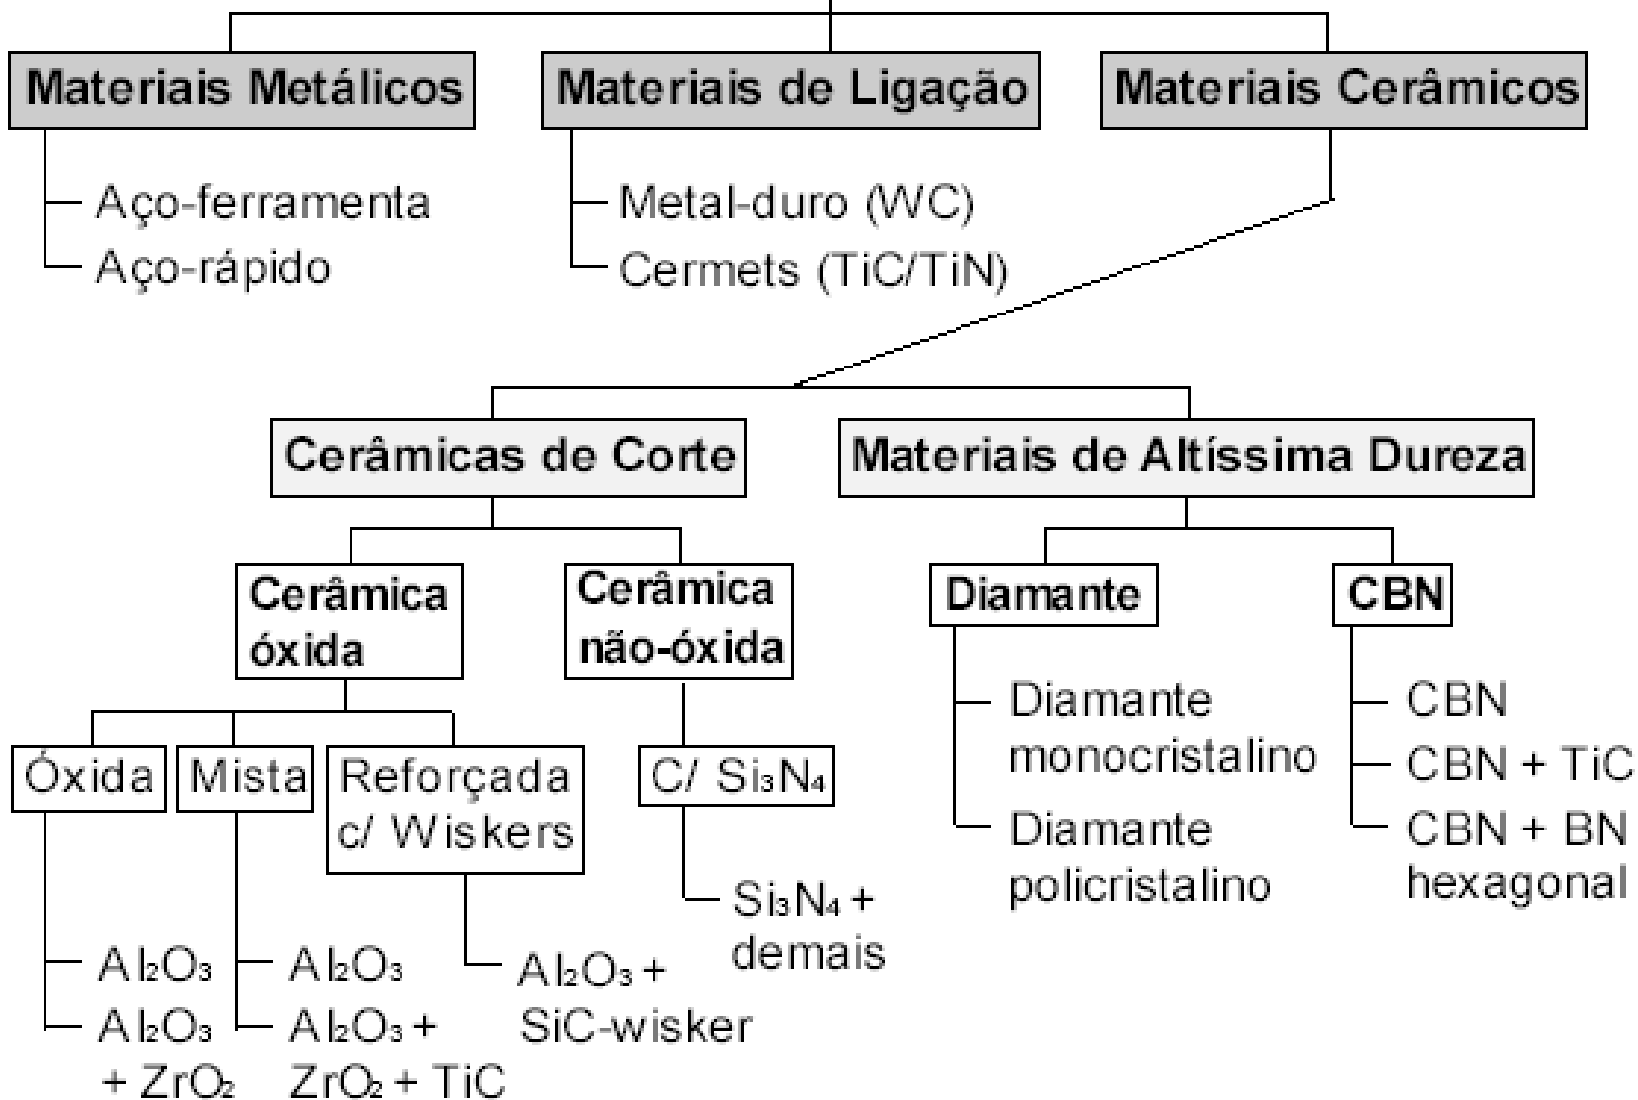 Materiais Metálicos
Aço-ferramenta
Aço-rápido
Materiais de Ligação
Metal-duro (WC)
Cermets (TiC/TiN)
Materiais Cerâmicos
Cerâmicas de Corte
Cerâmica
óxida
Óxida
Al₂O₃
Al₂O₃
+ ZrO₂
Mista
Al₂O₃
Al₂O₃ +
ZrO₂ + TiC
Reforçada
c/ Wiskers
Al₂O₃ +
SiC-wisker
Cerâmica
não-óxida
C/ Si₃N₄
Si₃N₄ +
demais
Materiais de Altíssima Dureza
Diamante
Diamante
monocristalino
Diamante
policristalino
CBN
CBN
CBN + TiC
CBN + BN
hexagonal